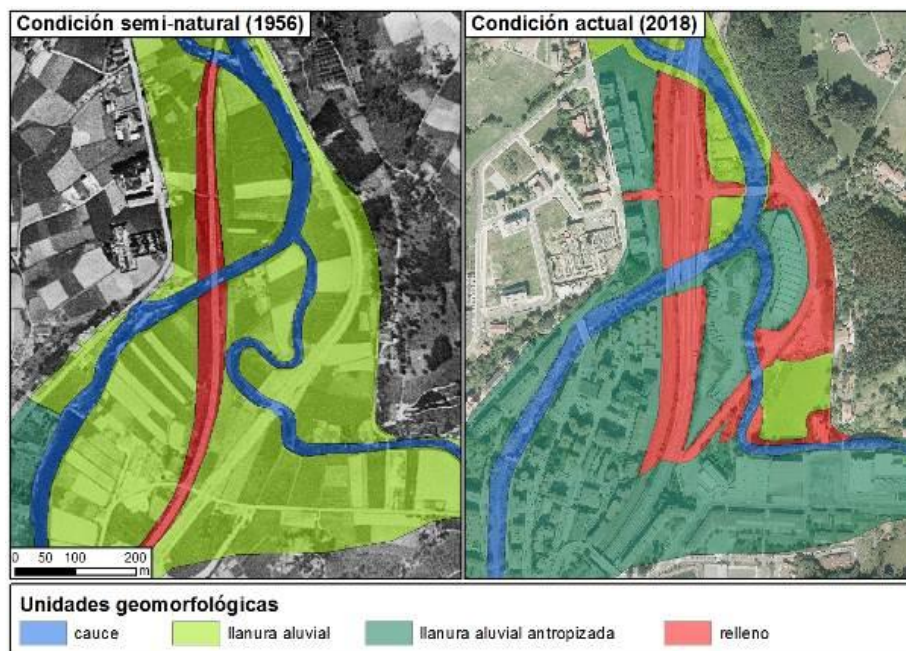 Condición semi-natural (1956)
Condición actual (2018)
0 50 100 200
m
Unidades geomorfológicas
cauce
llanura aluvial
llanura aluvial antropizada
relleno